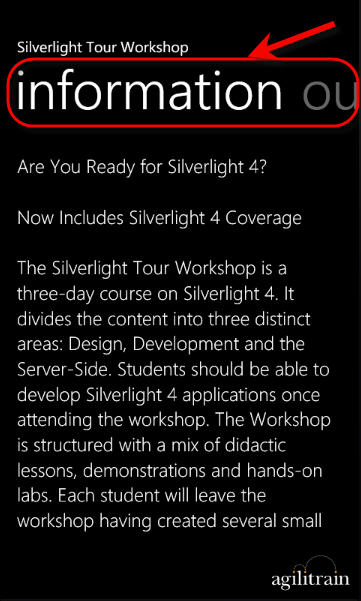 Silverlight Tour Workshop
information ou
Are You Ready for Silverlight 4?
Now Includes Silverlight 4 Coverage
The Silverlight Tour Workshop is a
three-day course on Silverlight 4. It
divides the content into three distinct
areas: Design, Development and the
Server-Side. Students should be able to
develop Silverlight 4 applications once
attending the workshop. The Workshop
is structured with a mix of didactic
lessons, demonstrations and hands-on
labs. Each student will leave the
workshop having created several small
agilitrain